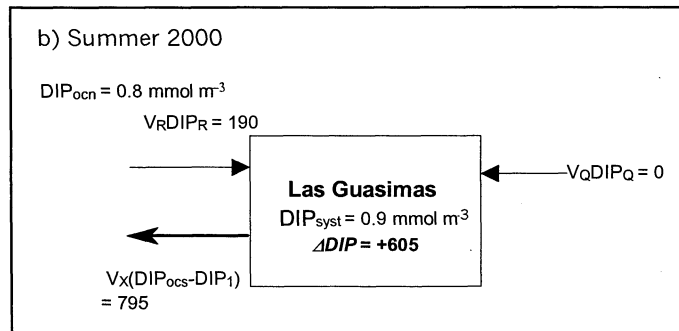 b) Summer 2000
DIPocn = 0.8 mmol m-3
VRDIPR = 190
Las Guasimas
DIPsyst = 0.9 mmol m-3
ΔDIP = +605
VQDIPQ = 0
VX(DIPocs-DIP1)
= 795